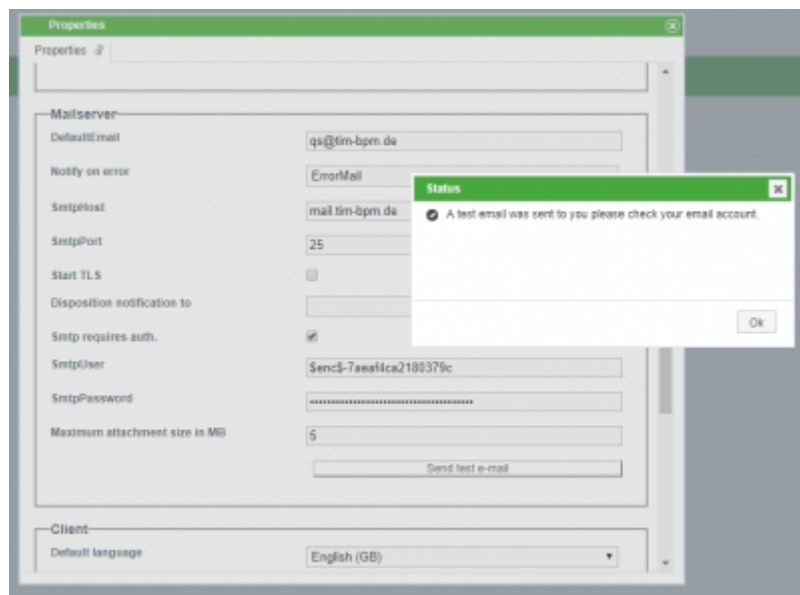 Properties
Properties
Mailserver
DefaultEmail
qs@tim-bpm.de
Notify on error
ErrorMail
SmtpHost
mail.tim-bpm.de
SmtpPort
25
Start TLS
Disposition notification to
Smtp requires auth.
SmtpUser
$enc$-7aeaf4ca2180379c
SmtpPassword
Maximum attachment size in MB
5
Send test e-mail
Client
Default language
English (GB)
Status
A test email was sent to you please check your email account.
Ok